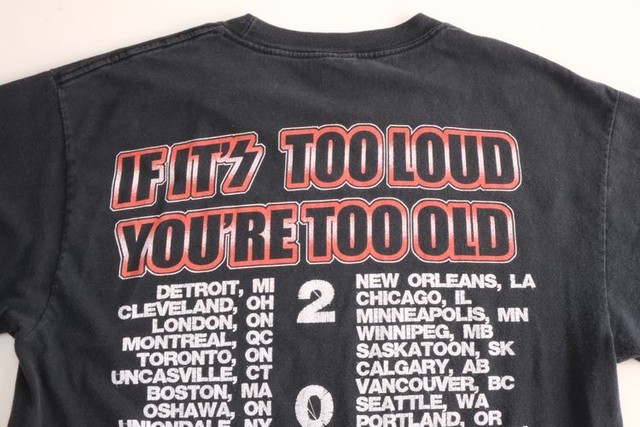 IF IT'S TOO LOUD
YOU'RE TOO OLD
DETROIT, MI
CLEVELAND, OH
LONDON, ON
MONTREAL, QC
TORONTO, ON
UNCASVILLE, CT
BOSTON, MA
OSHAWA, ON
UNIONDALE, NY
2
0
NEW ORLEANS, LA
CHICAGO, IL
MINNEAPOLIS, MN
WINNIPEG, MB
SASKATOON, SK
CALGARY, AB
VANCOUVER, BC
SEATTLE, WA
PORTLAND, OR